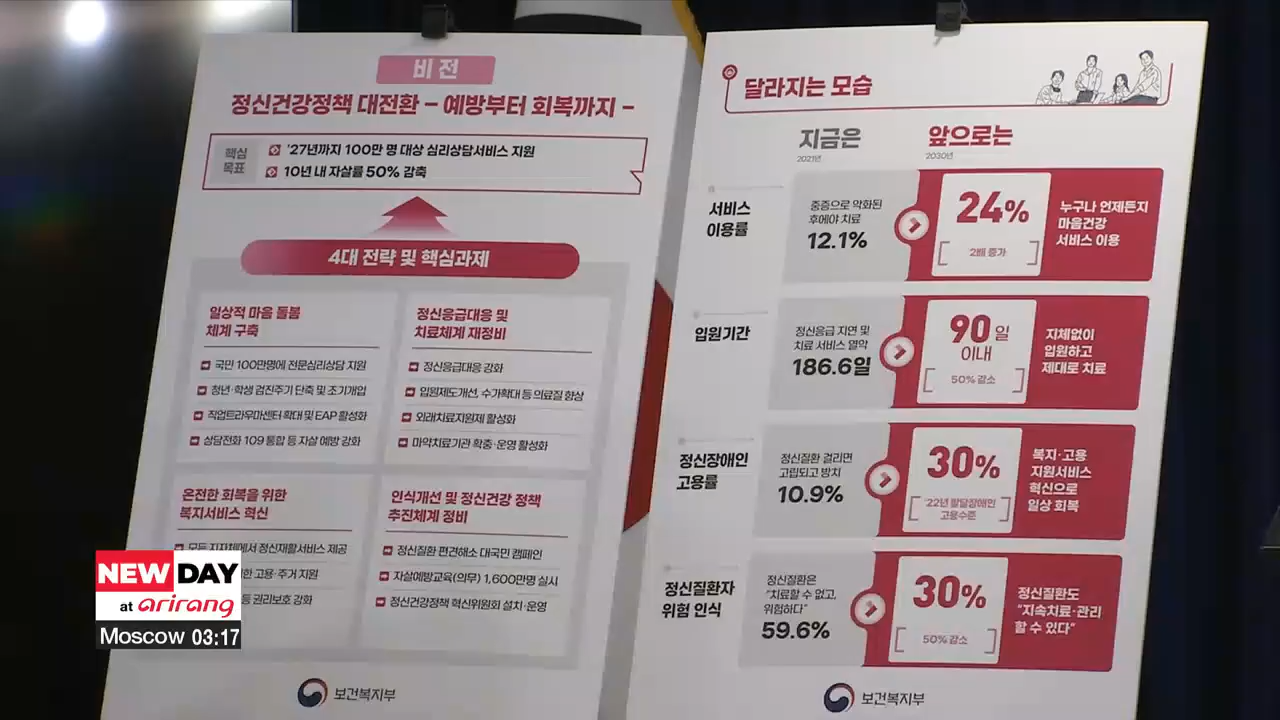 비전
정신건강정책 대전환 - 예방부터 회복까지 -
핵심
목표
'27년까지 100만 명 대상 심리상담서비스 지원
10년 내 자살률 50% 감축
4대 전략 및 핵심과제
일상적 마음 돌봄
체계 구축
국민 100만명에 전문심리상담 지원
청년·학생 검진주기 단축 및 조기개입
직업트라우마센터 확대 및 EAP 활성화
상담전화 109 통합 등 자살 예방 강화
정신응급대응 및
치료체계 재정비
정신응급대응 강화
입원제도개선, 수가확대 등 의료질 향상
외래치료지원제 활성화
마약치료기관 확충·운영 활성화
온전한 회복을 위한
복지서비스 혁신
모든 지자체에서 정신재활서비스 제공
고용·주거 지원
등 권리보호 강화
인식개선 및 정신건강 정책
추진체계 정비
정신질환 편견해소 대국민 캠페인
자살예방교육(의무) 1,600만명 실시
정신건강정책 혁신위원회 설치·운영
보건복지부
달라지는 모습
지금은
2021년
앞으로는
2030년
서비스
이용률
중증으로 악화된
후에야 치료
12.1%
24%
2배 증가
누구나 언제든지
마음건강
서비스 이용
입원기간
정신응급 지연 및
치료 서비스 열악
186.6일
90일
이내
50% 감소
지체없이
입원하고
제대로 치료
정신장애인
고용률
정신질환 걸리면
고립되고 방치
10.9%
30%
'22년 발달장애인
고용수준
복지·고용
지원서비스
혁신으로
일상 회복
정신질환자
위험 인식
정신질환은
"치료할 수 없고,
위험하다"
59.6%
30%
50% 감소
정신질환도
"지속치료·관리
할 수 있다"
보건복지부
NEW DAY
at arirang
Moscow 03:17